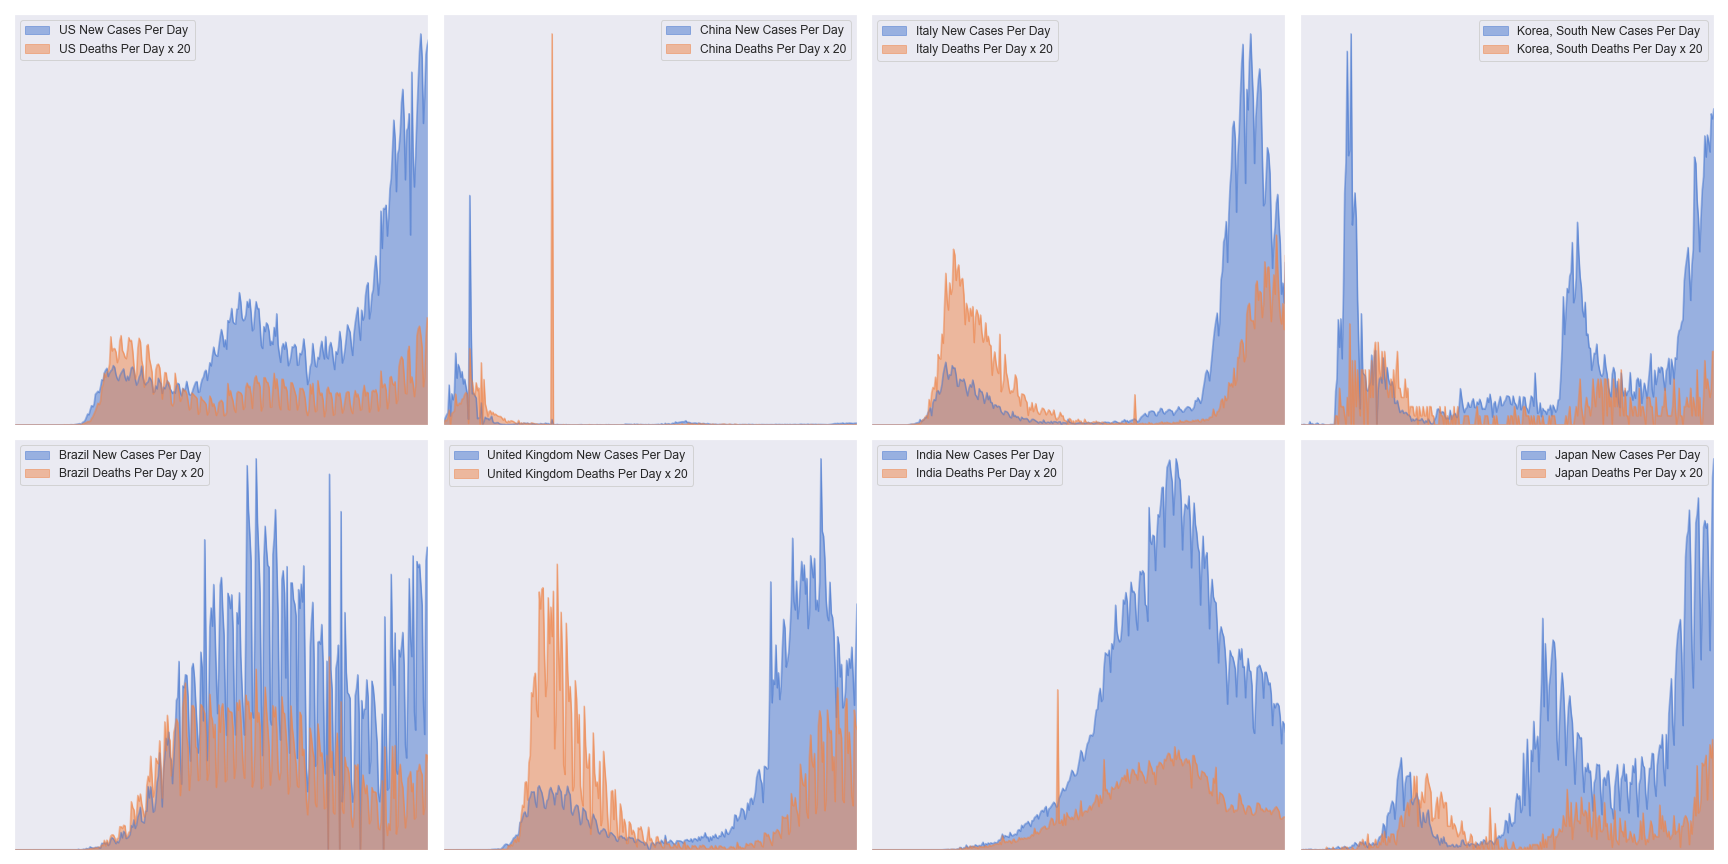 US New Cases Per Day
US Deaths Per Day x 20
China New Cases Per Day
China Deaths Per Day x 20
Italy New Cases Per Day
Italy Deaths Per Day x 20
Korea, South New Cases Per Day
Korea, South Deaths Per Day x 20
Brazil New Cases Per Day
Brazil Deaths Per Day x 20
United Kingdom New Cases Per Day
United Kingdom Deaths Per Day x 20
India New Cases Per Day
India Deaths Per Day x 20
Japan New Cases Per Day
Japan Deaths Per Day x 20